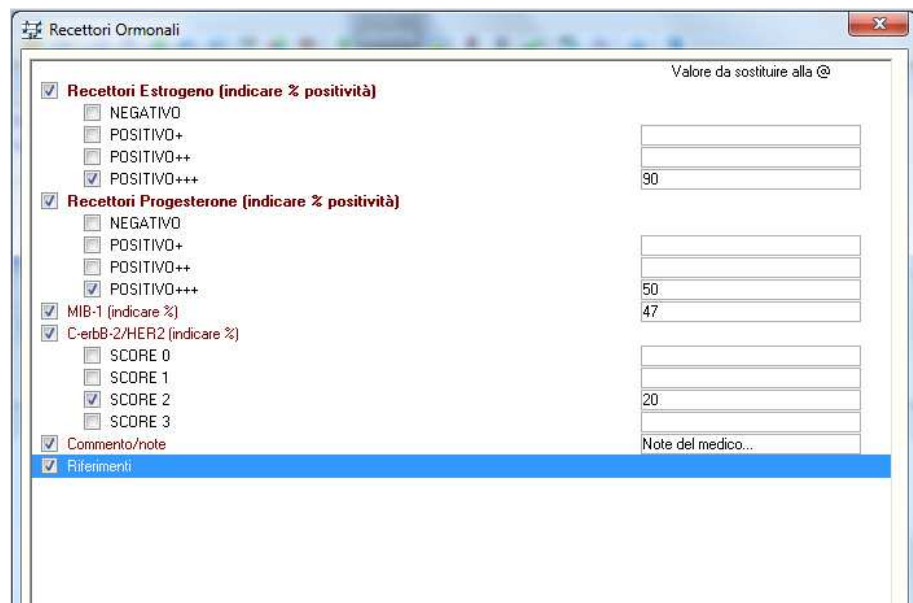 Recettori Ormonali
Valore da sostituire alla @
Recettori Estrogeno (indicare % positività)
NEGATIVO
POSITIVO+
POSITIVO++
POSITIVO+++ 90
Recettori Progesterone (indicare % positività)
NEGATIVO
POSITIVO+
POSITIVO++
POSITIVO+++ 50
MIB-1 (indicare %) 47
C-erbB-2/HER2 (indicare %)
SCORE 0
SCORE 1
SCORE 2 20
SCORE 3
Commento/note Note del medico...
Riferimenti